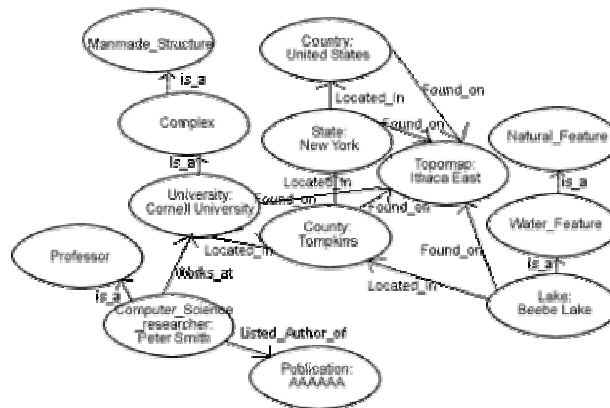 Manmade_Structure
Country:
United States
is_a
Found_on
Located_In
Complex
Found_on
State:
New York
Natural_Feature
Is_a
Topomap:
Ithaca East
is_a
University:
Cornell University
Found_on
Located_In
Found_on
County:
Tompkins
Water_Feature
Professor
Located_In
Works_at
Found_on
is_a
is_a
Located_In
Lake:
Beebe Lake
Computer_Science
_researcher:
Peter Smith
Listed_Author_of
Publication:
AAAAAA